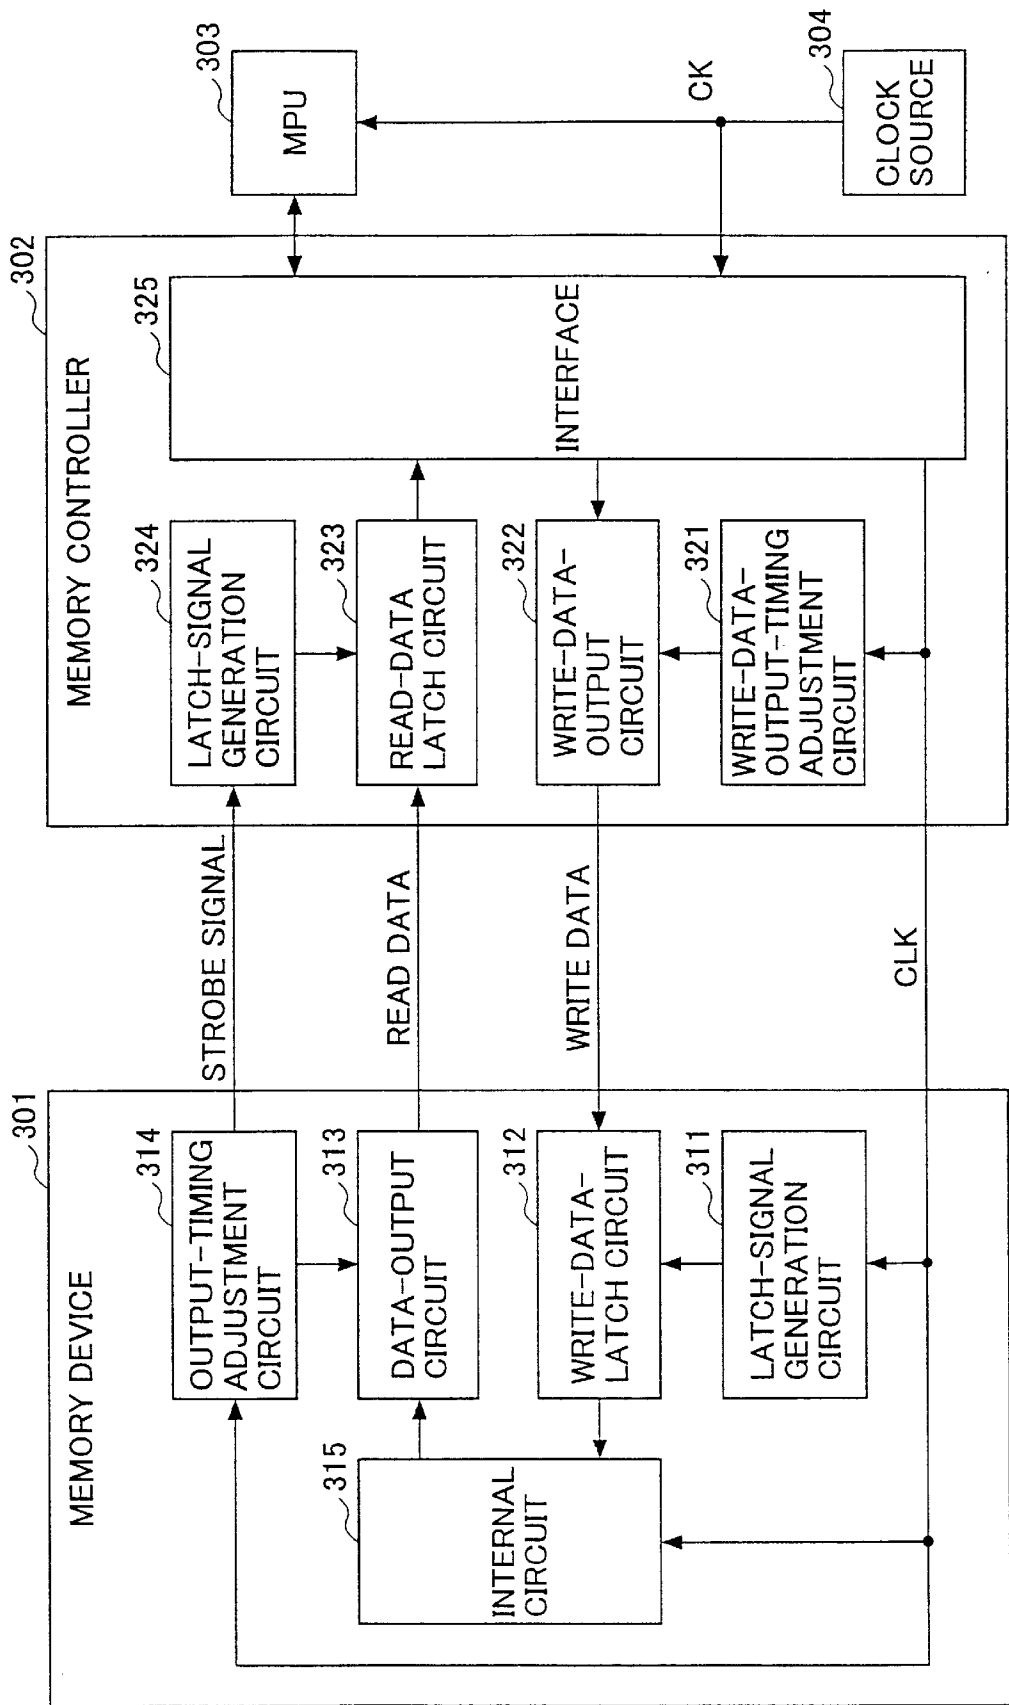 301
MEMORY DEVICE
314
OUTPUT-TIMING
ADJUSTMENT
CIRCUIT
313
DATA-OUTPUT
CIRCUIT
315
INTERNAL
CIRCUIT
312
WRITE-DATA-
LATCH CIRCUIT
311
LATCH-SIGNAL
GENERATION
CIRCUIT
STROBE SIGNAL
READ DATA
WRITE DATA
CLK
302
MEMORY CONTROLLER
324
LATCH-SIGNAL
GENERATION
CIRCUIT
323
READ-DATA
LATCH CIRCUIT
322
WRITE-DATA-
OUTPUT
CIRCUIT
321
WRITE-DATA-
OUTPUT-TIMING
ADJUSTMENT
CIRCUIT
325
INTERFACE
303
MPU
CK
304
CLOCK
SOURCE